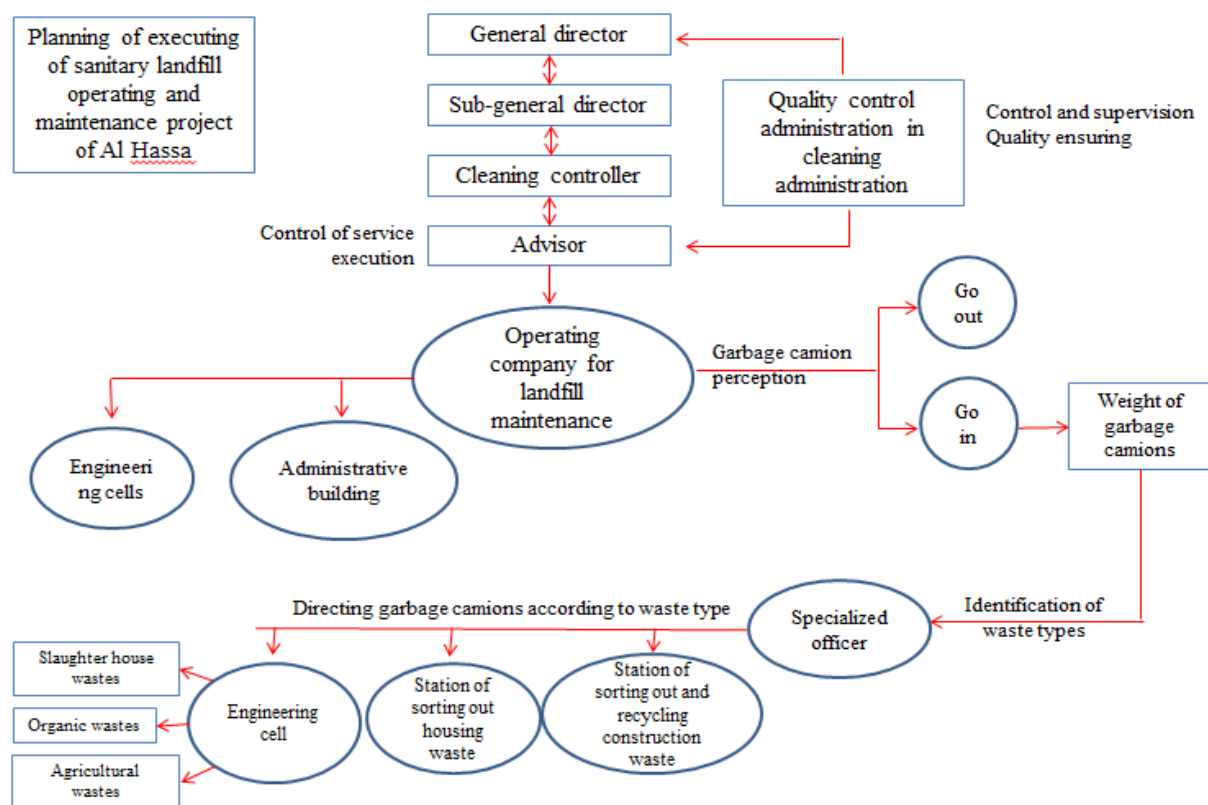 Planning of executing
of sanitary landfill
operating and
maintenance project
of Al Hassa
General director
Sub-general director
Cleaning controller
Advisor
Control of service
execution
Quality control
administration in
cleaning
administration
Control and supervision
Quality ensuring
Operating
company for
landfill
maintenance
Garbage camion
perception
Go
out
Go
in
Weight of
garbage
camions
Engineeri
ng cells
Administrative
building
Identification of
waste types
Specialized
officer
Directing garbage camions according to waste type
Station of
sorting out and
recycling
construction
waste
Station of
sorting out
housing
waste
Engineering
cell
Slaughter house
wastes
Organic wastes
Agricultural
wastes